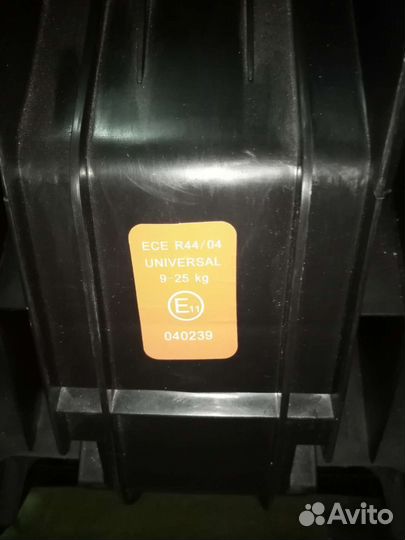 ECE R44/04
UNIVERSAL
9-25 kg
E11
040239
Avito